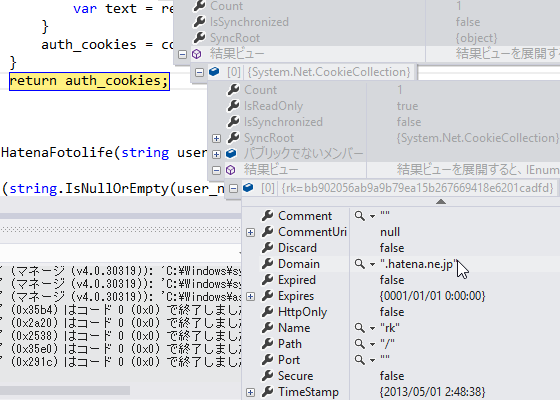 var text = re
}
auth_cookies = co
}
return auth_cookies;
HatenaFotolife(string user_
(string.IsNullOrEmpty(user_n
Count 1
IsSynchronized false
SyncRoot {object}
結果ビュー 結果ビューを展開する
[0] {System.Net.CookieCollection}
Count 1
IsReadOnly true
IsSynchronized false
SyncRoot {System.Net.CookieCollection}
パブリックでないメンバー
結果ビュー 結果ビューを展開すると、IEnum
[0] {rk=bb902056ab9a9b79ea15b267669418e6201cadfd}
Comment ""
CommentUri null
Discard false
Domain ".hatena.ne.jp"
Expired false
Expires {0001/01/01 0:00:00}
HttpOnly false
Name "rk"
Path "/"
Port ""
Secure false
TimeStamp {2013/05/01 2:48:38}
(マネージ (v4.0.30319)): 'C:¥Windows¥sy
(マネージ (v4.0.30319)): 'C:¥Windows¥
(マネージ (v4.0.30319)): 'C:¥Windows¥as
(0x35b4) はコード 0 (0x0) で終了しました
(0x2a20) はコード 0 (0x0) で終了しました
(0x2538) はコード 0 (0x0) で終了しました
(0x35e0) はコード 0 (0x0) で終了しました
(0x291c) はコード 0 (0x0) で終了しました